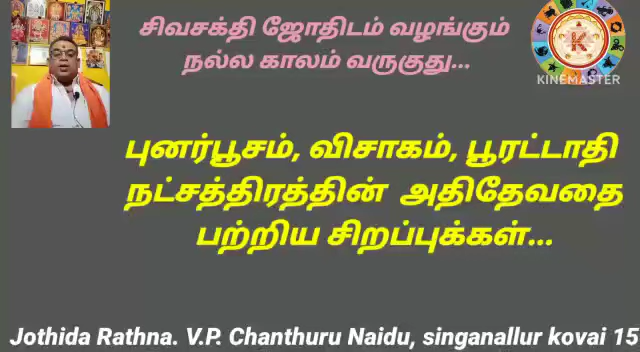 சிவசக்தி ஜோதிடம் வழங்கும்
நல்ல காலம் வருகுது...
K
KINEMASTER
புனர்பூசம், விசாகம், பூரட்டாதி
நட்சத்திரத்தின் அதிதேவதை
பற்றிய சிறப்புக்கள்...
Jothida Rathna. V.P. Chanthuru Naidu, singanallur kovai 15